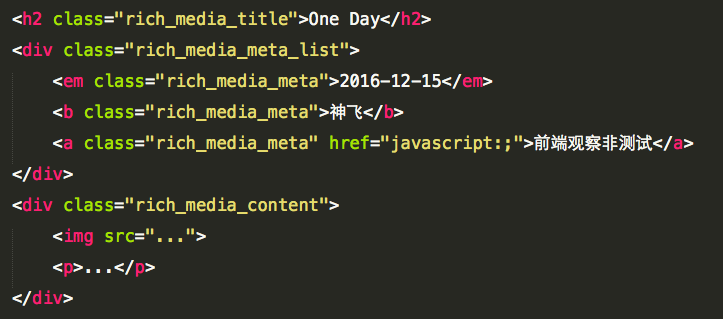 <h2 class="rich_media_title">One Day</h2>
<div class="rich_media_meta_list">
    <em class="rich_media_meta">2016-12-15</em>
    <b class="rich_media_meta">神飞</b>
    <a class="rich_media_meta" href="javascript:;">前端观察非测试</a>
</div>
<div class="rich_media_content">
    <img src="...">
    <p>...</p>
</div>